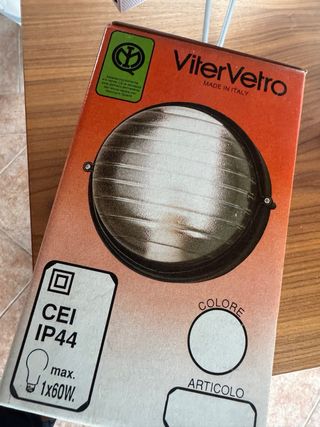 ViterVetro
MADE IN ITALY
CEI
IP44
max.
1x60W.
COLORE
ARTICOLO